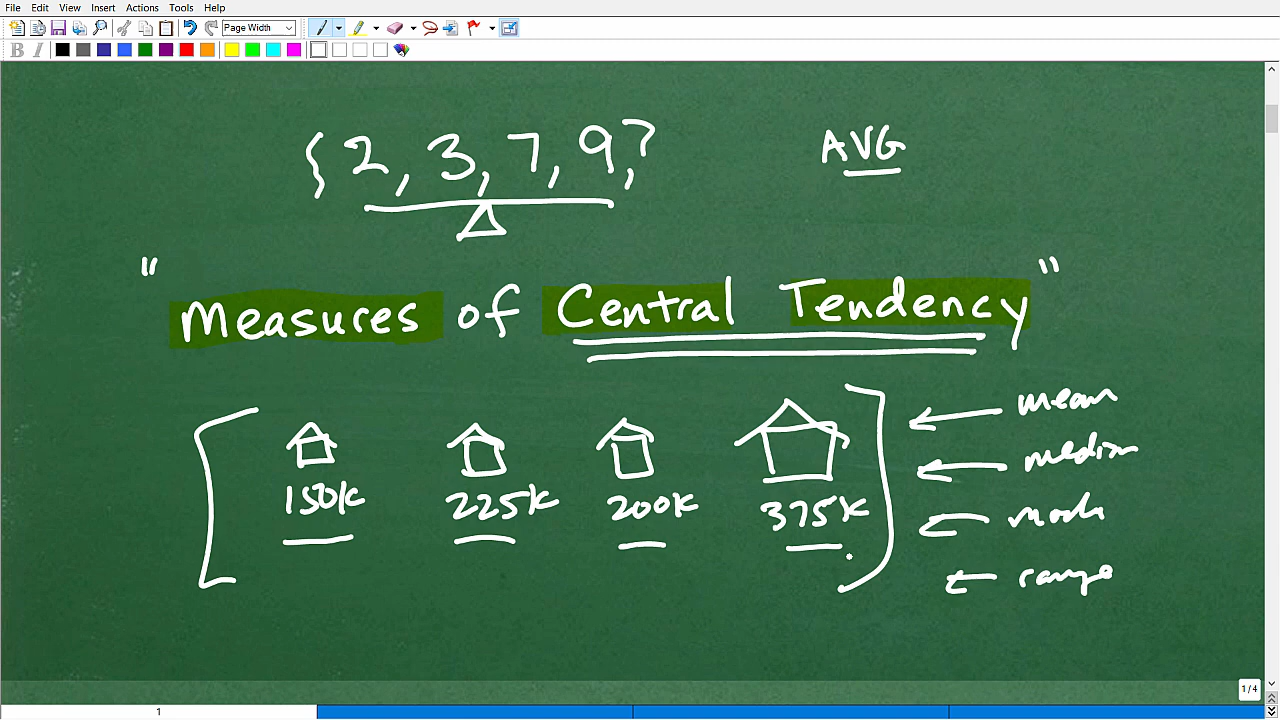 File Edit View Insert Actions Tools Help
Page Width
B I
{ 2, 3, 7, 9, } AVG
"Measures of Central Tendency"
150K 225K 200K 375K
mean
median
mode
range
1/4
1